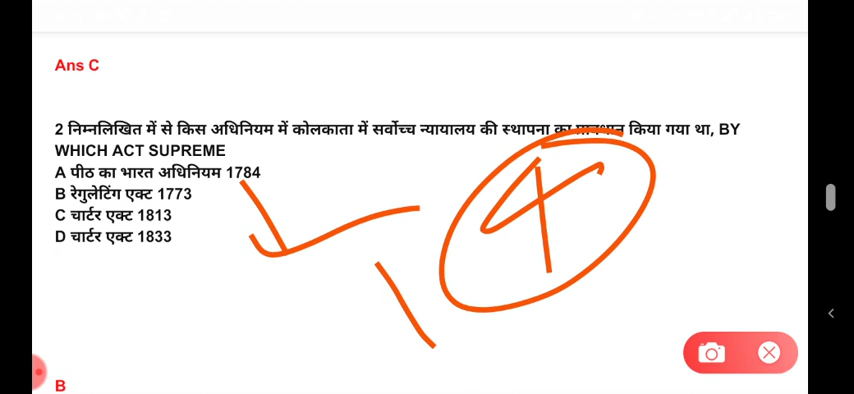 Ans C
2 निम्नलिखित में से किस अधिनियम में कोलकाता में सर्वोच्च न्यायालय की स्थापना का प्रावधान किया गया था, BY
WHICH ACT SUPREME
A पीठ का भारत अधिनियम 1784
B रेगुलेटिंग एक्ट 1773
C चार्टर एक्ट 1813
D चार्टर एक्ट 1833
B